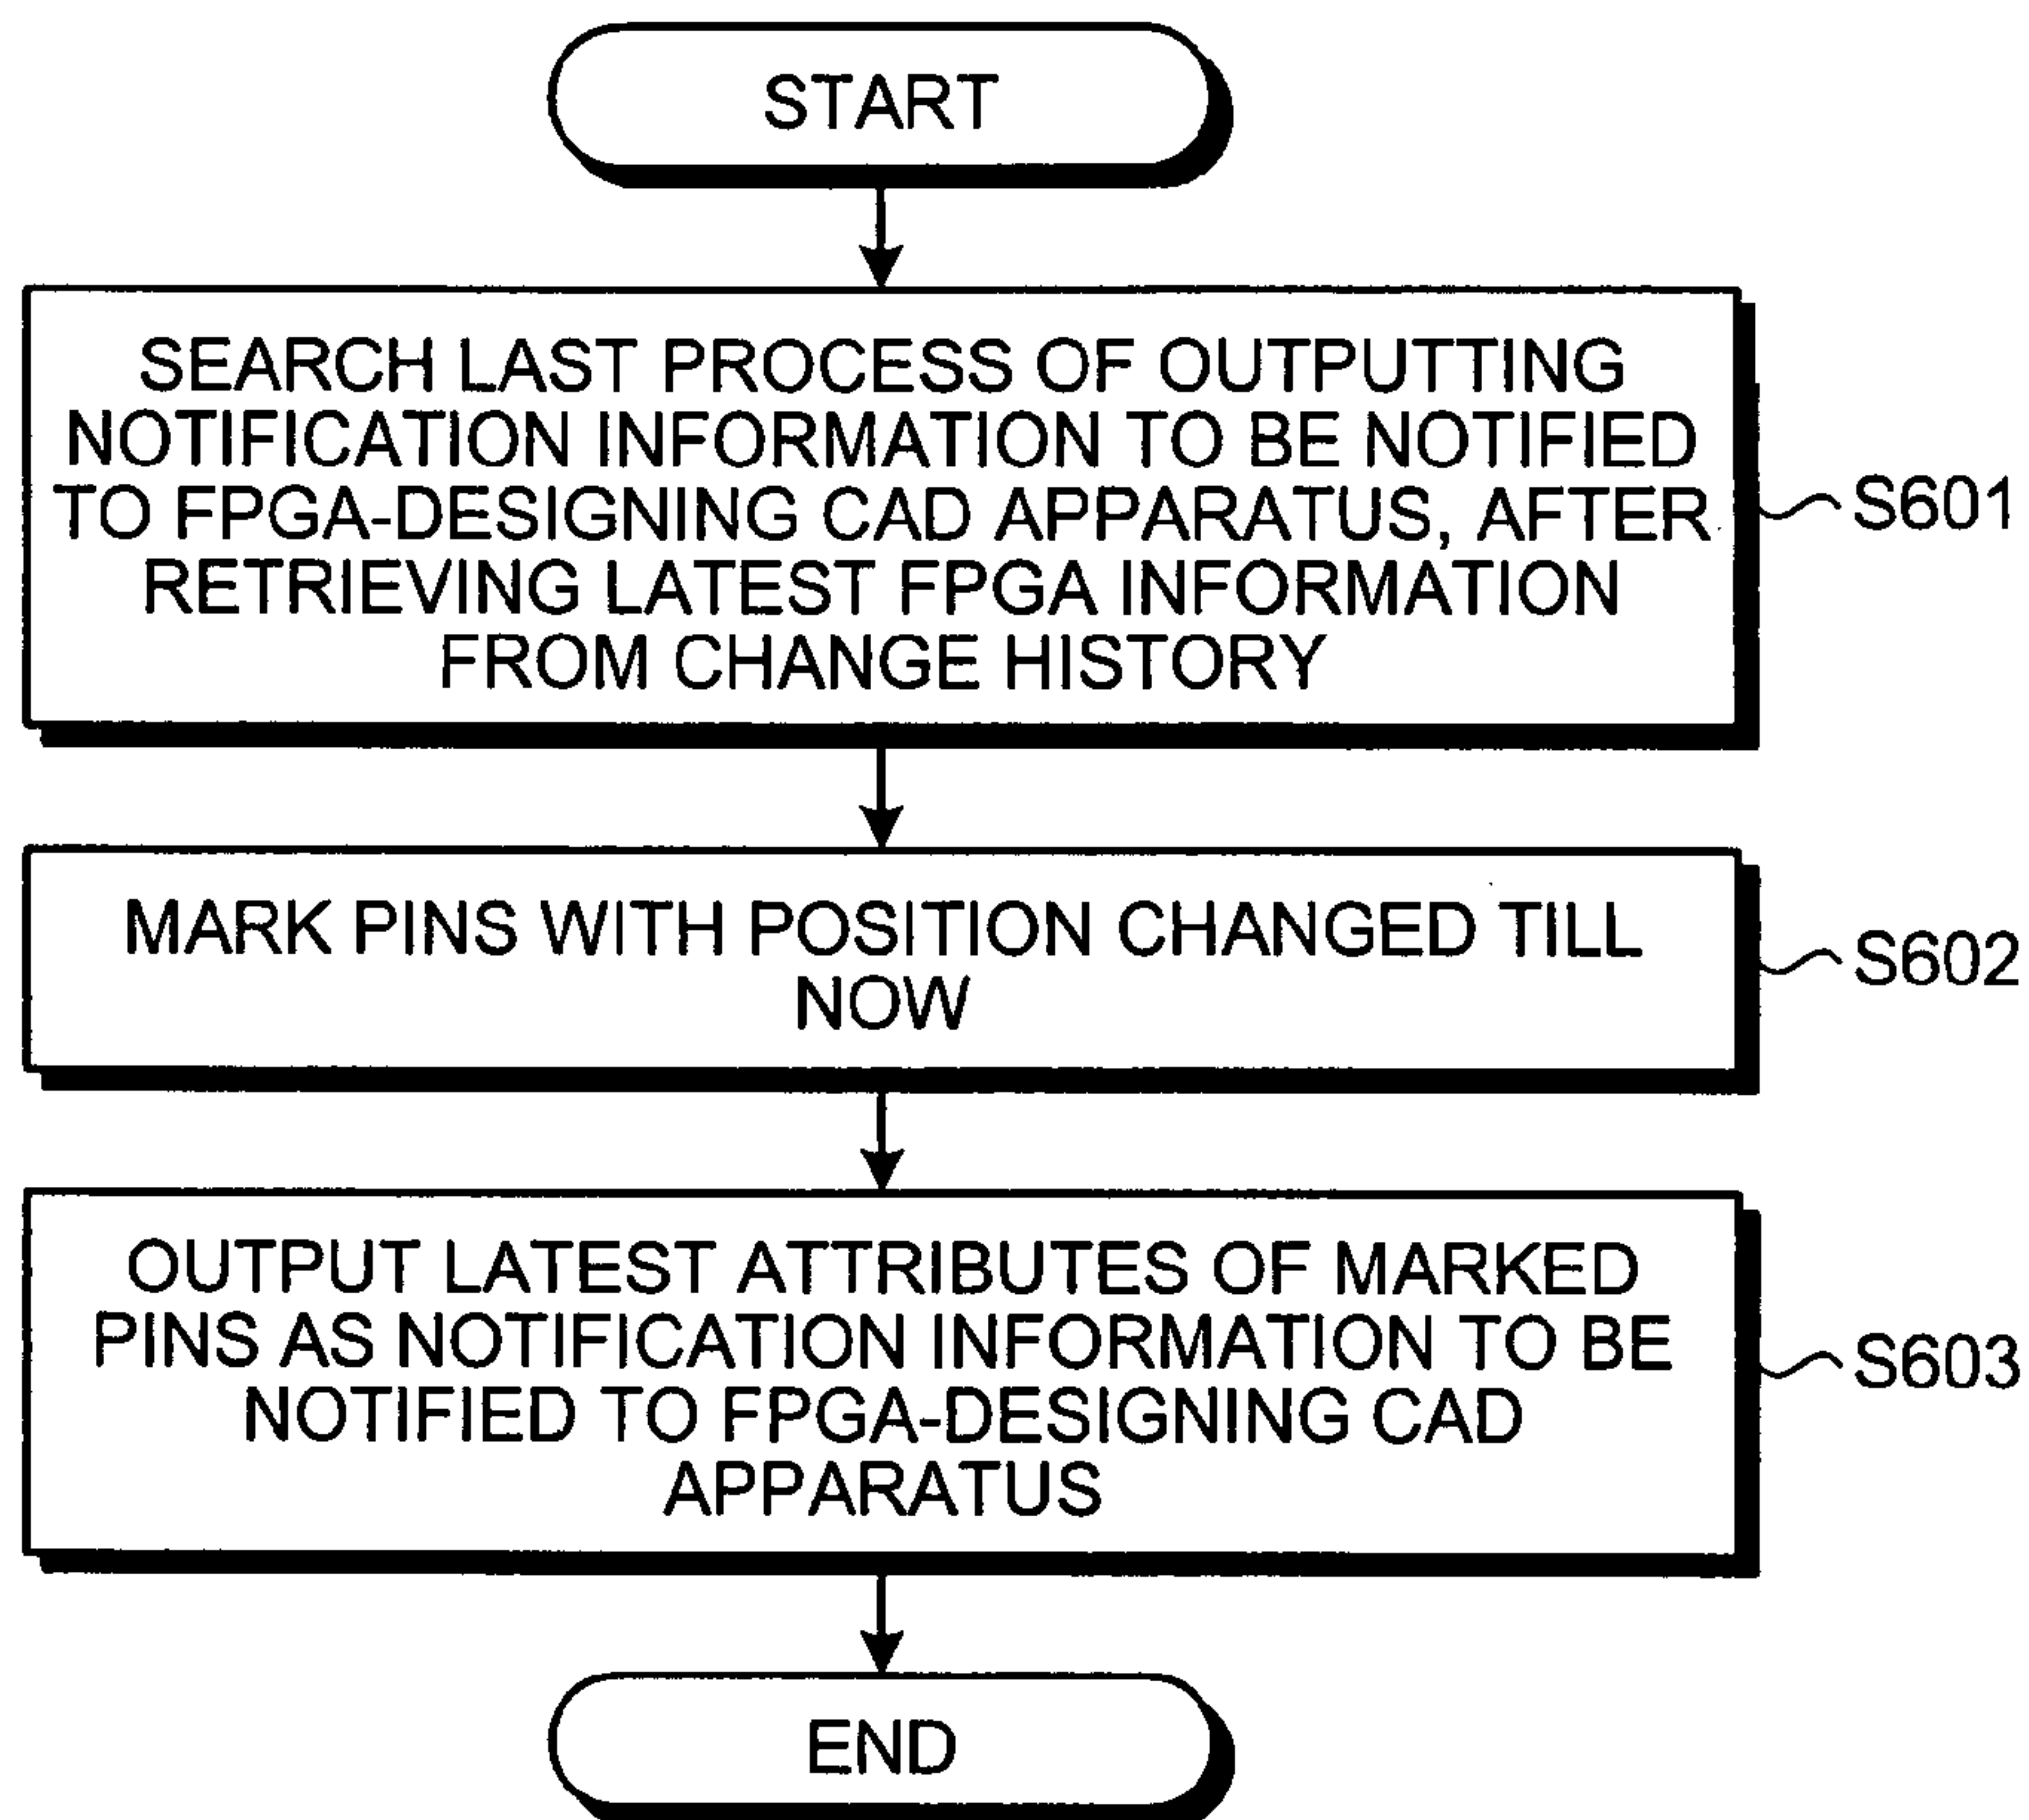 START
SEARCH LAST PROCESS OF OUTPUTTING
NOTIFICATION INFORMATION TO BE NOTIFIED
TO FPGA-DESIGNING CAD APPARATUS, AFTER
RETRIEVING LATEST FPGA INFORMATION
FROM CHANGE HISTORY
S601
MARK PINS WITH POSITION CHANGED TILL
NOW
S602
OUTPUT LATEST ATTRIBUTES OF MARKED
PINS AS NOTIFICATION INFORMATION TO BE
NOTIFIED TO FPGA-DESIGNING CAD
APPARATUS
S603
END